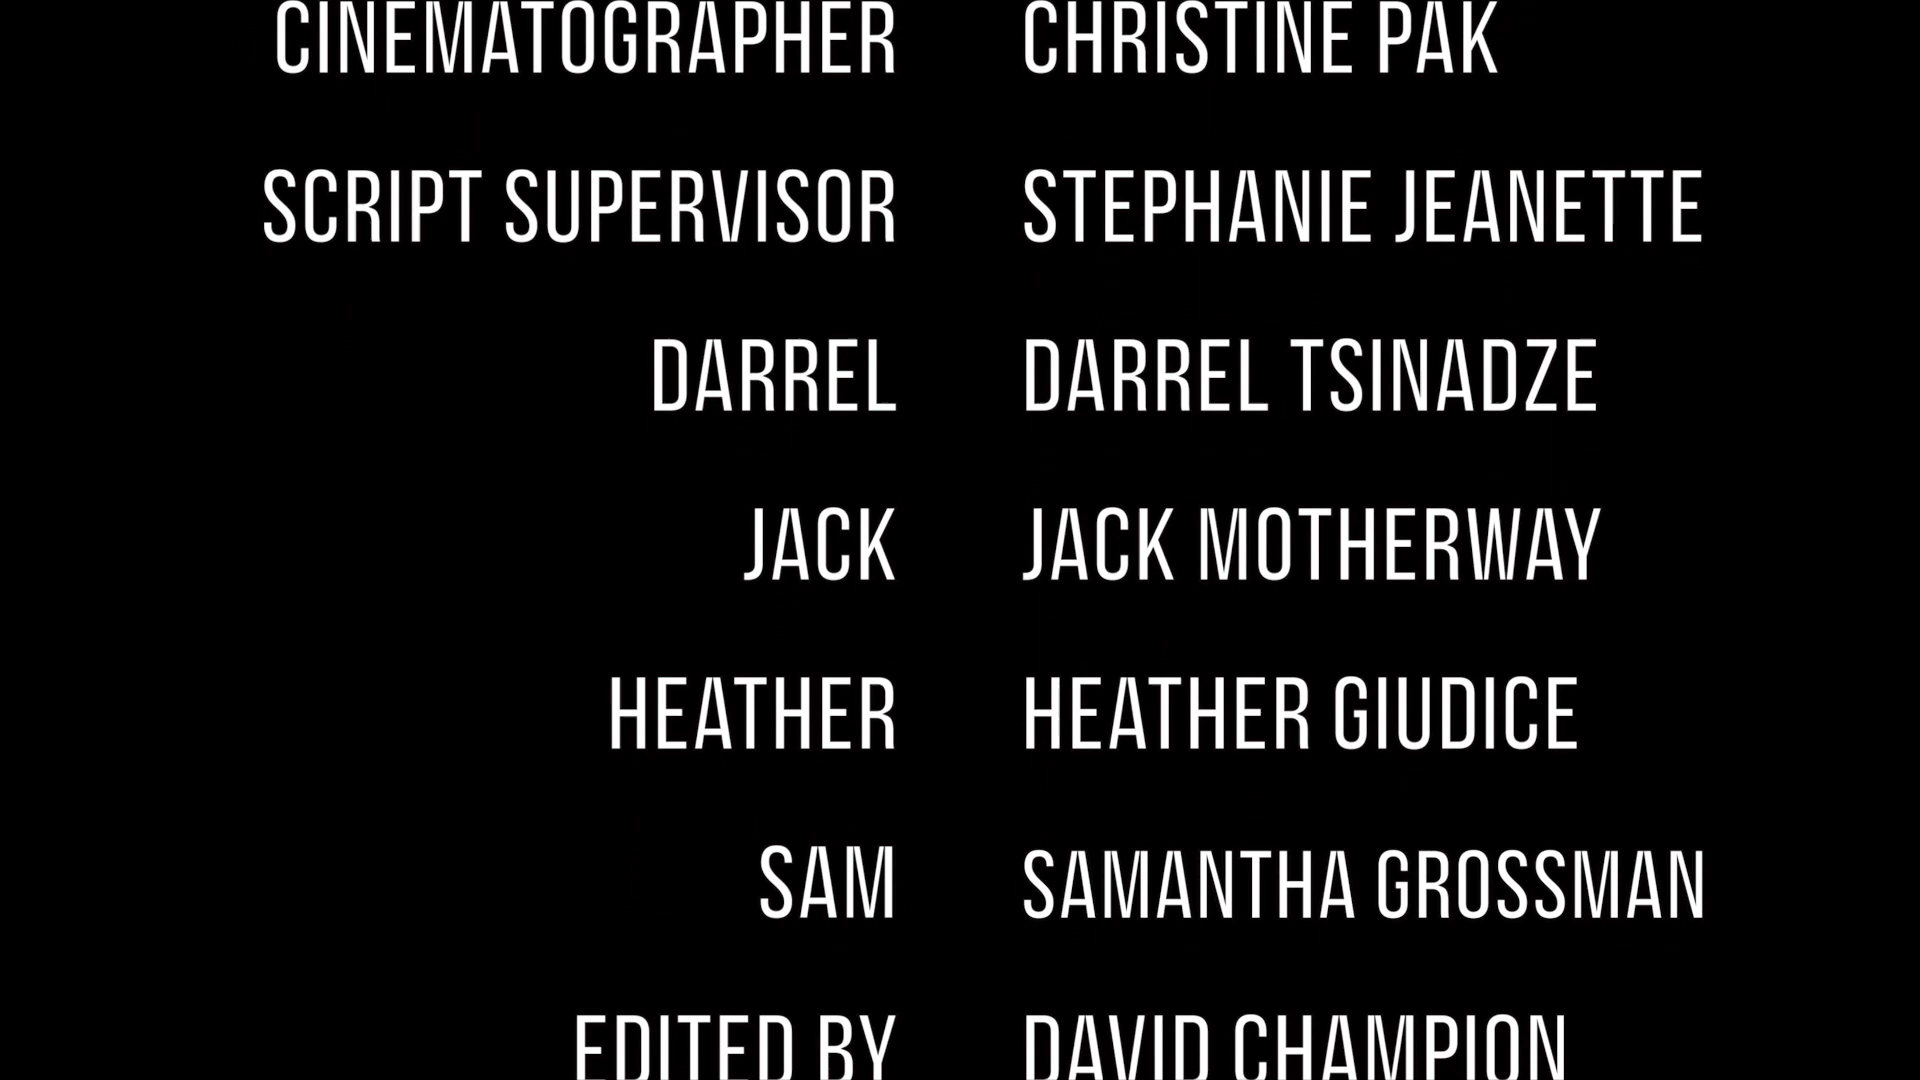 CINEMATOGRAPHER CHRISTINE PAK
SCRIPT SUPERVISOR STEPHANIE JEANETTE
DARREL DARREL TSINADZE
JACK JACK MOTHERWAY
HEATHER HEATHER GIUDICE
SAM SAMANTHA GROSSMAN
EDITED BY DAVID CHAMPION